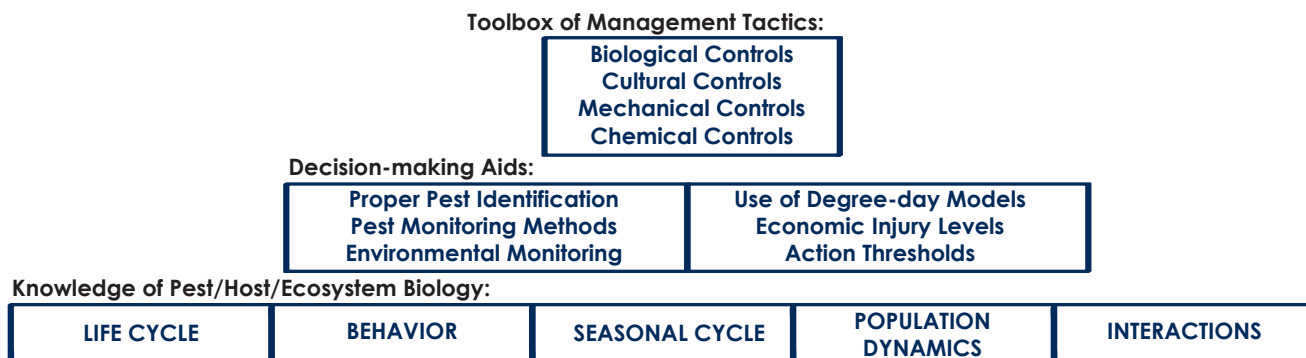 Toolbox of Management Tactics:
Biological Controls
Cultural Controls
Mechanical Controls
Chemical Controls
Decision-making Aids:
Proper Pest Identification
Pest Monitoring Methods
Environmental Monitoring
Use of Degree-day Models
Economic Injury Levels
Action Thresholds
Knowledge of Pest/Host/Ecosystem Biology:
LIFE CYCLE
BEHAVIOR
SEASONAL CYCLE
POPULATION
DYNAMICS
INTERACTIONS